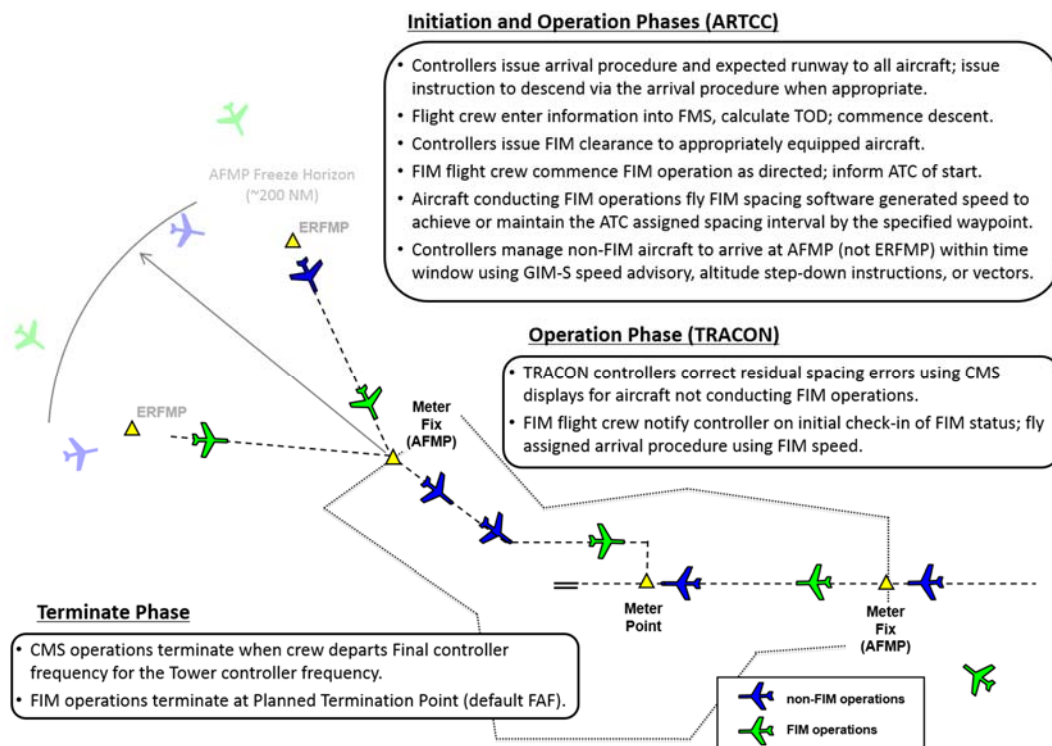 Initiation and Operation Phases (ARTCC)
• Controllers issue arrival procedure and expected runway to all aircraft; issue
instruction to descend via the arrival procedure when appropriate.
• Flight crew enter information into FMS, calculate TOD; commence descent.
• Controllers issue FIM clearance to appropriately equipped aircraft.
• FIM flight crew commence FIM operation as directed; inform ATC of start.
• Aircraft conducting FIM operations fly FIM spacing software generated speed to
achieve or maintain the ATC assigned spacing interval by the specified waypoint.
• Controllers manage non-FIM aircraft to arrive at AFMP (not ERFMP) within time
window using GIM-S speed advisory, altitude step-down instructions, or vectors.
AFMP Freeze Horizon
(~200 NM)
ERFMP
ERFMP
Operation Phase (TRACON)
• TRACON controllers correct residual spacing errors using CMS
displays for aircraft not conducting FIM operations.
• FIM flight crew notify controller on initial check-in of FIM status; fly
assigned arrival procedure using FIM speed.
Meter
Fix
(AFMP)
Meter
Point
Meter
Fix
(AFMP)
Terminate Phase
• CMS operations terminate when crew departs Final controller
frequency for the Tower controller frequency.
• FIM operations terminate at Planned Termination Point (default FAF).
non-FIM operations
FIM operations